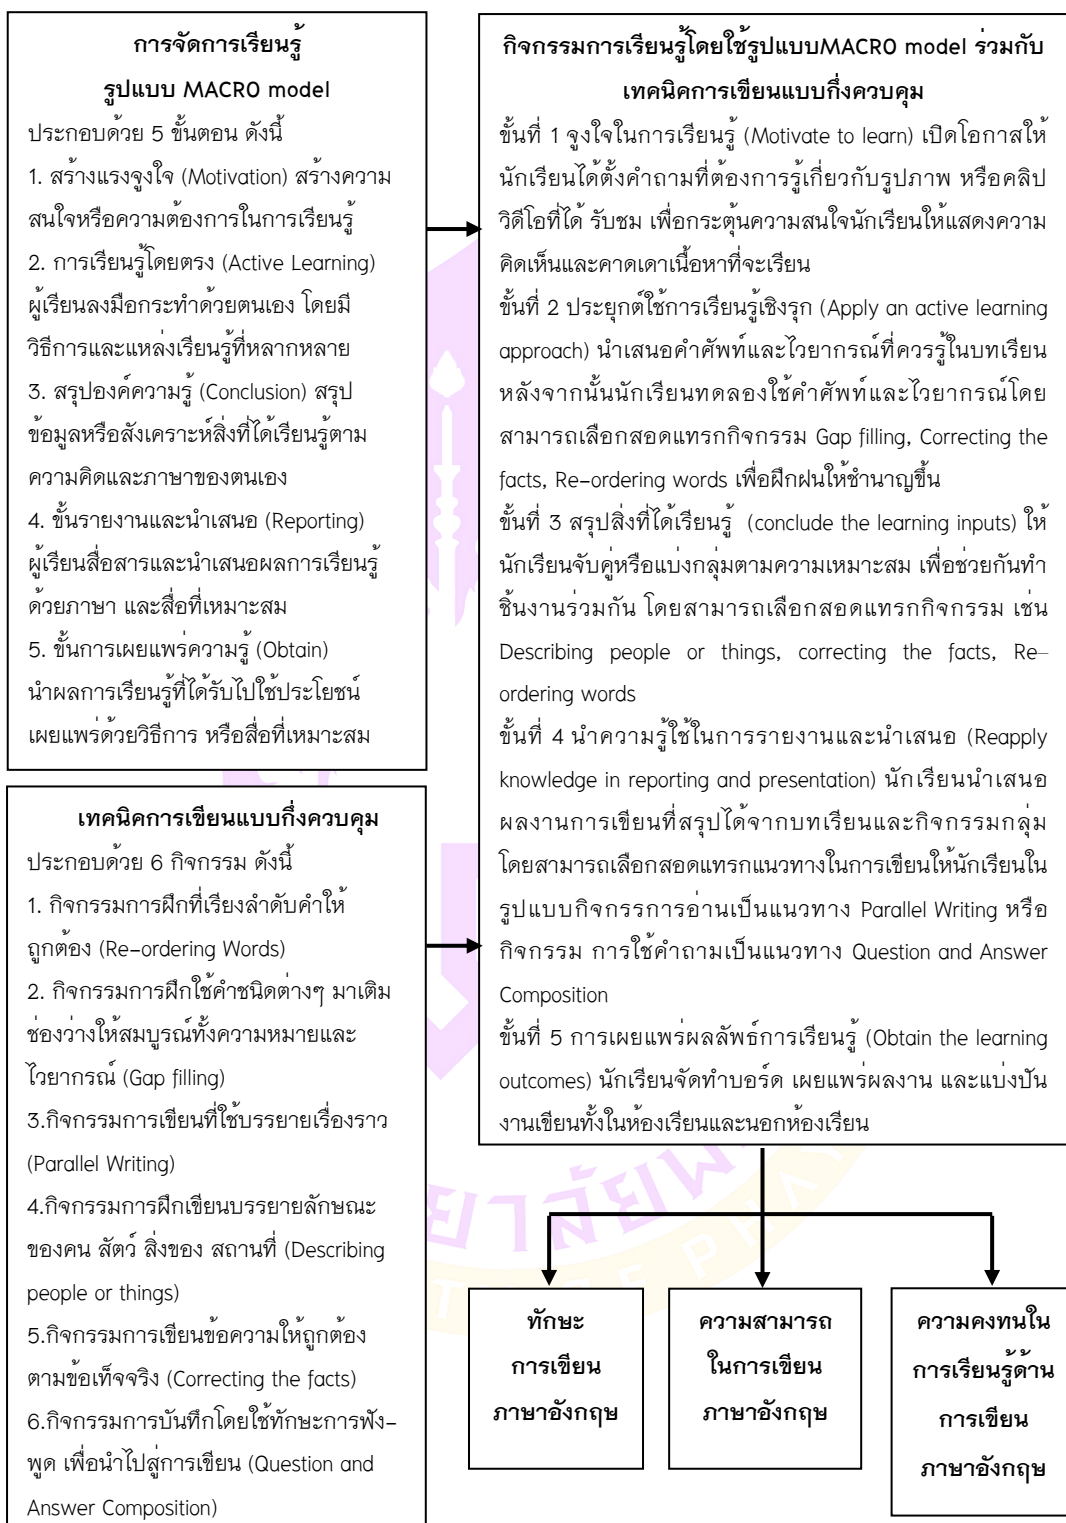 การจัดการเรียนรู้
รูปแบบ MACRO model
ประกอบด้วย 5 ขั้นตอน ดังนี้
1. สร้างแรงจูงใจ (Motivation) สร้างความ
สนใจหรือความต้องการในการเรียนรู้
2. การเรียนรู้โดยตรง (Active Learning)
ผู้เรียนลงมือกระทำด้วยตนเอง โดยมี
วิธีการและแหล่งเรียนรู้ที่หลากหลาย
3. สรุปองค์ความรู้ (Conclusion) สรุป
ข้อมูลหรือสังเคราะห์สิ่งที่ได้เรียนรู้ตาม
ความคิดและภาษาของตนเอง
4. ขั้นรายงานและนำเสนอ (Reporting)
ผู้เรียนสื่อสารและนำเสนอผลการเรียนรู้
ด้วยภาษา และสื่อที่เหมาะสม
5. ขั้นการเผยแพร่ความรู้ (Obtain)
นำผลการเรียนรู้ที่ได้รับไปใช้ประโยชน์
เผยแพร่ด้วยวิธีการ หรือสื่อที่เหมาะสม
เทคนิคการเขียนแบบกึ่งควบคุม
ประกอบด้วย 6 กิจกรรม ดังนี้
1. กิจกรรมการฝึกที่เรียงลำดับคำให้
ถูกต้อง (Re-ordering Words)
2. กิจกรรมการฝึกใช้คำชนิดต่างๆ มาเติม
ช่องว่างให้สมบูรณ์ทั้งความหมายและ
ไวยากรณ์ (Gap filling)
3.กิจกรรมการเขียนที่ใช้บรรยายเรื่องราว
(Parallel Writing)
4.กิจกรรมการฝึกเขียนบรรยายลักษณะ
ของคน สัตว์ สิ่งของ สถานที่ (Describing
people or things)
5.กิจกรรมการเขียนข้อความให้ถูกต้อง
ตามข้อเท็จจริง (Correcting the facts)
6.กิจกรรมการบันทึกโดยใช้ทักษะการฟัง-
พูด เพื่อนำไปสู่การเขียน (Question and
Answer Composition)
กิจกรรมการเรียนรู้โดยใช้รูปแบบMACRO model ร่วมกับ
เทคนิคการเขียนแบบกึ่งควบคุม
ขั้นที่ 1 จูงใจในการเรียนรู้ (Motivate to learn) เปิดโอกาสให้
นักเรียนได้ตั้งคำถามที่ต้องการรู้เกี่ยวกับรูปภาพ หรือคลิป
วิดีโอที่ได้ รับชม เพื่อกระตุ้นความสนใจนักเรียนให้แสดงความ
คิดเห็นและคาดเดาเนื้อหาที่จะเรียน
ขั้นที่ 2 ประยุกต์ใช้การเรียนรู้เชิงรุก (Apply an active learning
approach) นำเสนอคำศัพท์และไวยากรณ์ที่ควรรู้ในบทเรียน
หลังจากนั้นนักเรียนทดลองใช้คำศัพท์และไวยากรณ์โดย
สามารถเลือกสอดแทรกกิจกรรม Gap filling, Correcting the
facts, Re-ordering words เพื่อฝึกฝนให้ชำนาญขึ้น
ขั้นที่ 3 สรุปสิ่งที่ได้เรียนรู้ (conclude the learning inputs) ให้
นักเรียนจับคู่หรือแบ่งกลุ่มตามความเหมาะสม เพื่อช่วยกันทำ
ชิ้นงานร่วมกัน โดยสามารถเลือกสอดแทรกกิจกรรม เช่น
Describing people or things, correcting the facts, Re-
ordering words
ขั้นที่ 4 นำความรู้ใช้ในการรายงานและนำเสนอ (Reapply
knowledge in reporting and presentation) นักเรียนนำเสนอ
ผลงานการเขียนที่สรุปได้จากบทเรียนและกิจกรรมกลุ่ม
โดยสามารถเลือกสอดแทรกแนวทางในการเขียนให้นักเรียนใน
รูปแบบกิจกรรการอ่านเป็นแนวทาง Parallel Writing หรือ
กิจกรรม การใช้คำถามเป็นแนวทาง Question and Answer
Composition
ขั้นที่ 5 การเผยแพร่ผลลัพธ์การเรียนรู้ (Obtain the learning
outcomes) นักเรียนจัดทำบอร์ด เผยแพร่ผลงาน และแบ่งปัน
งานเขียนทั้งในห้องเรียนและนอกห้องเรียน
ทักษะ
การเขียน
ภาษาอังกฤษ
ความสามารถ
ในการเขียน
ภาษาอังกฤษ
ความคงทนใน
การเรียนรู้ด้าน
การเขียน
ภาษาอังกฤษ